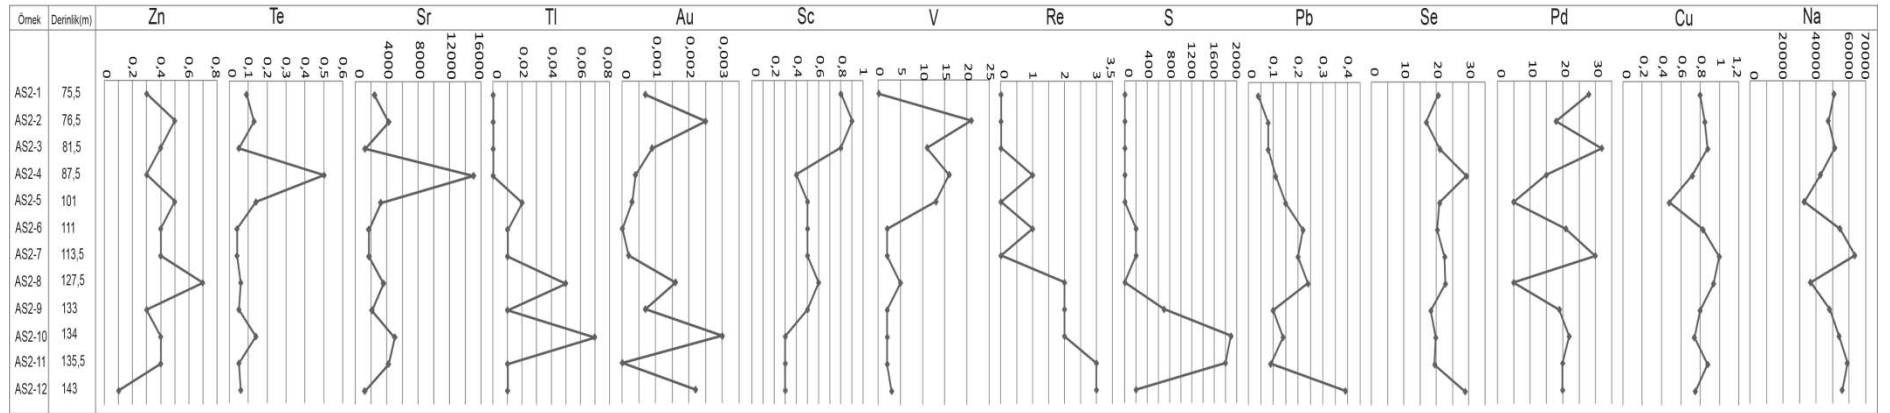 Örnek Derinlik(m) Zn Te Sr Tl Au Sc V Re S Pb Se Pd Cu Na
0 0,2 0,4 0,6 0,8 0 0,1 0,2 0,3 0,4 0,5 0,6 0 4000 8000 12000 16000 0 0,02 0,04 0,06 0,08 0 0,001 0,002 0,003 0 0,2 0,4 0,6 0,8 1 0 5 10 15 20 25 0 1 2 3 3,5 0 400 800 1200 1600 2000 0 0,1 0,2 0,3 0,4 0 10 20 30 0 10 20 30 0 0,2 0,4 0,6 0,8 1 1,2 0 20000 40000 60000 70000
AS2-1 75,5
AS2-2 76,5
AS2-3 81,5
AS2-4 87,5
AS2-5 101
AS2-6 111
AS2-7 113,5
AS2-8 127,5
AS2-9 133
AS2-10 134
AS2-11 135,5
AS2-12 143